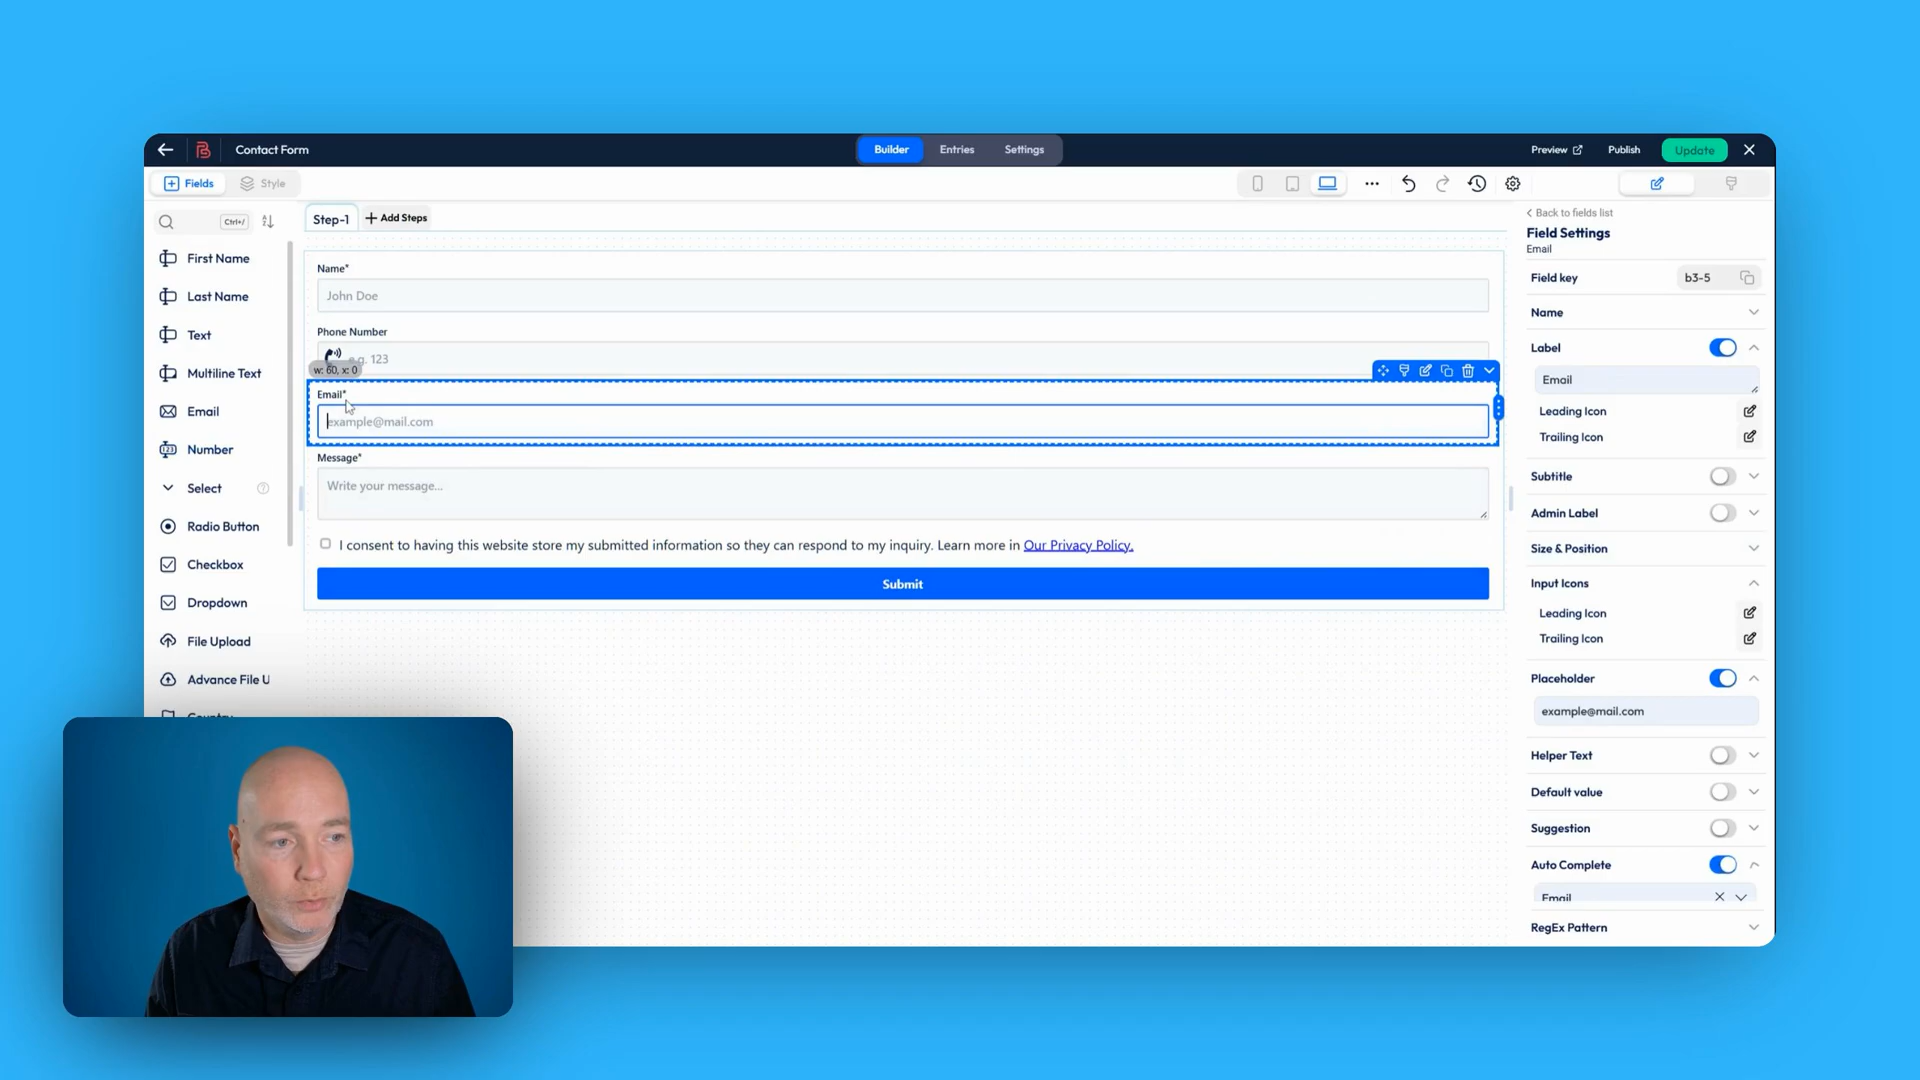 Contact Form
Builder
Entries
Settings
Preview
Publish
Update
Fields
Style
Ctrl+/
Step-1
Add Steps
First Name
Last Name
Text
Multiline Text
Email
Number
Select
Radio Button
Checkbox
Dropdown
File Upload
Advance File U
Country
Name*
John Doe
Phone Number
e.g. 123
w: 60, x: 0
Email*
example@mail.com
Message*
Write your message...
I consent to having this website store my submitted information so they can respond to my inquiry. Learn more in Our Privacy Policy.
Submit
Back to fields list
Field Settings
Email
Field key
b3-5
Name
Label
Email
Leading Icon
Trailing Icon
Subtitle
Admin Label
Size & Position
Input Icons
Leading Icon
Trailing Icon
Placeholder
example@mail.com
Helper Text
Default value
Suggestion
Auto Complete
Email
RegEx Pattern